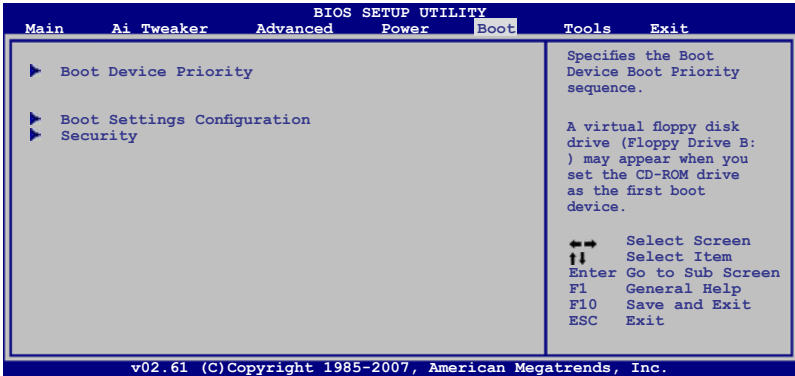 BIOS SETUP UTILITY
Main Ai Tweaker Advanced Power Boot Tools Exit
Boot Device Priority
Boot Settings Configuration
Security
Specifies the Boot
Device Boot Priority
sequence.
A virtual floppy disk
drive (Floppy Drive B:
) may appear when you
set the CD-ROM drive
as the first boot
device.
Select Screen
Select Item
Enter Go to Sub Screen
F1 General Help
F10 Save and Exit
ESC Exit
v02.61 (C)Copyright 1985-2007, American Megatrends, Inc.